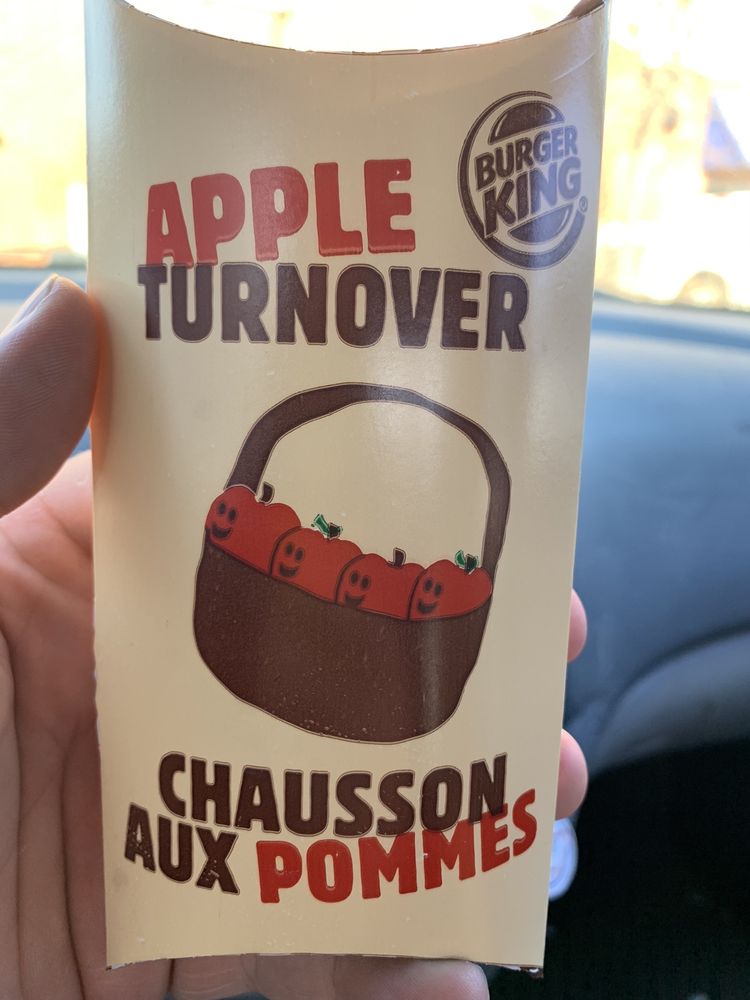 BURGER
KING®
APPLE
TURNOVER
CHAUSSON
AUX POMMES